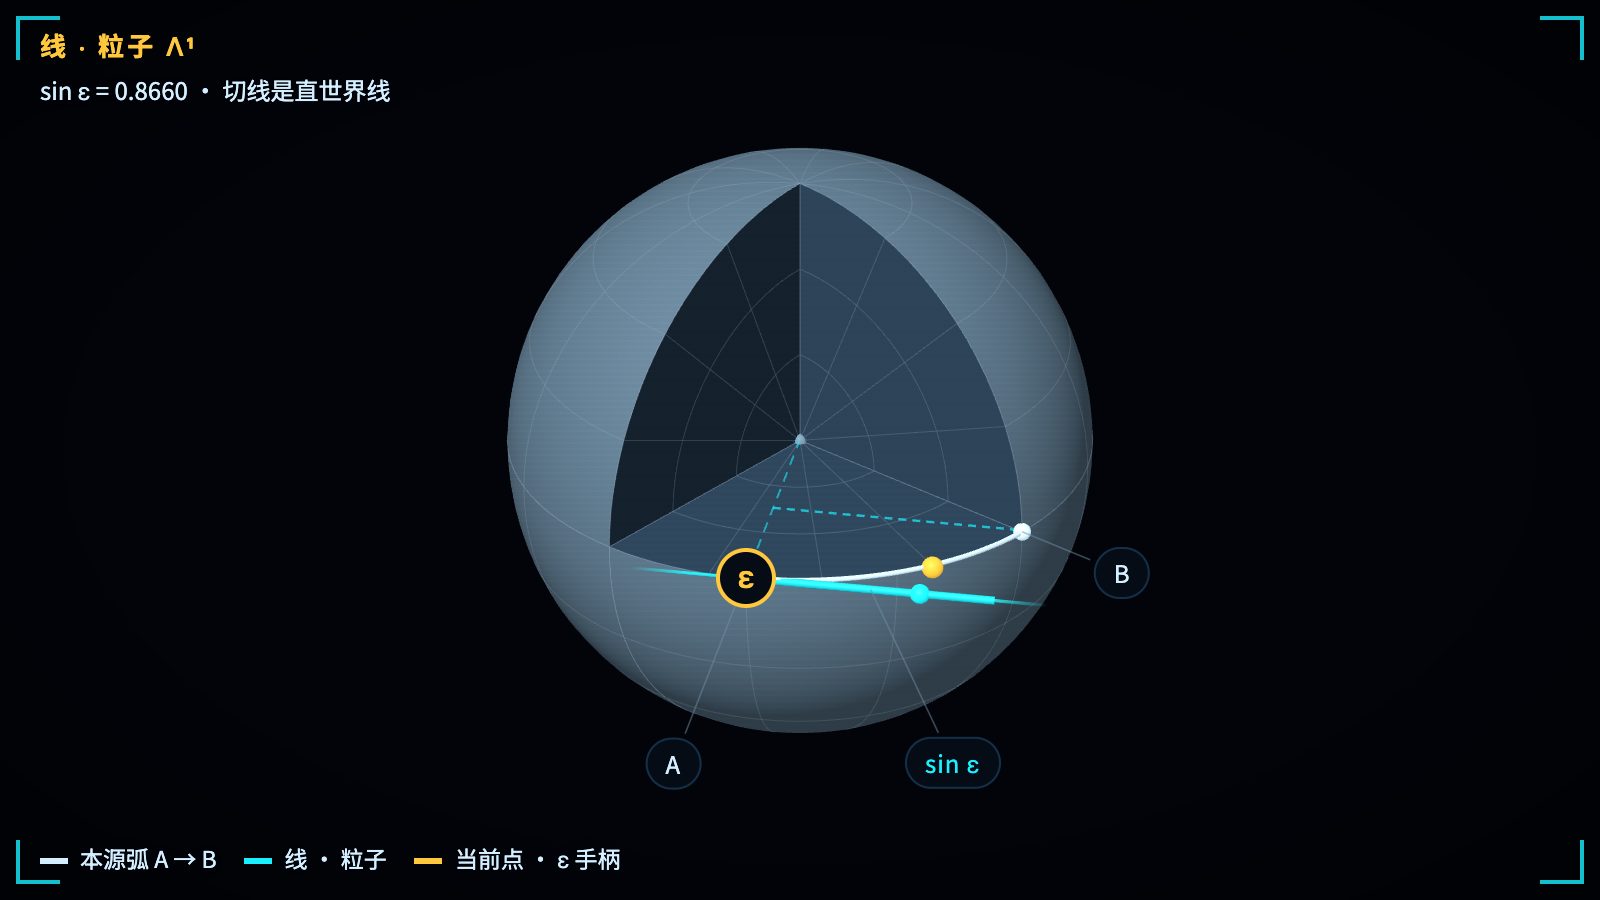 线 · 粒子 Λ¹
sin ε = 0.8660 · 切线是直世界线
ε
B
A
sin ε
本源弧 A → B
线 · 粒子
当前点 · ε 手柄